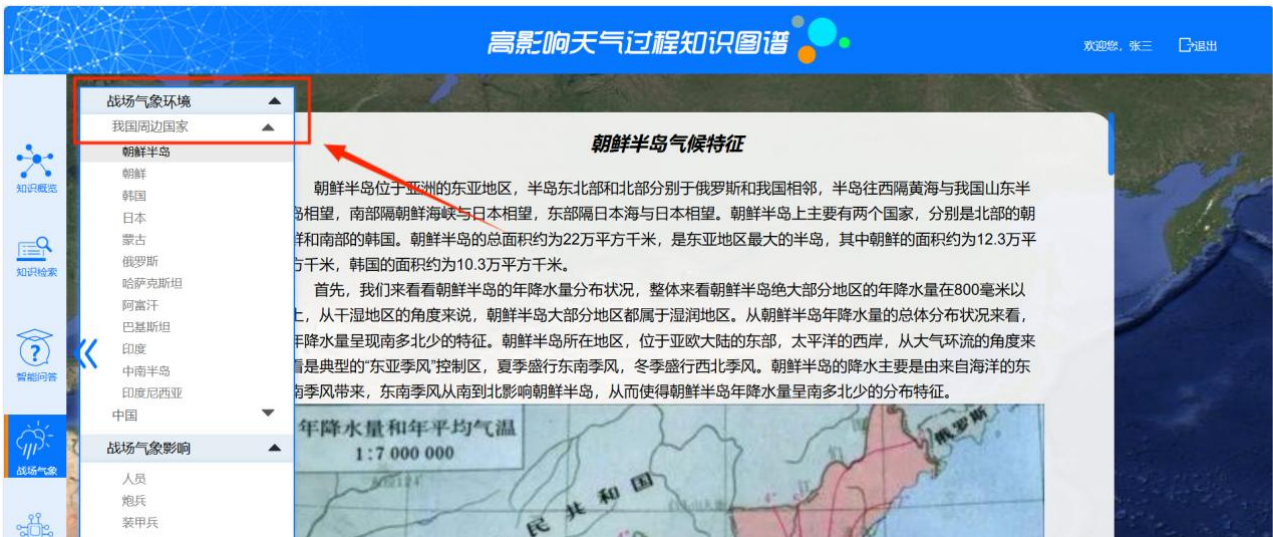 高影响天气过程知识图谱
欢迎您，张三 退出
知识概览
知识检索
智能问答
战场气象
战场气象环境
我国周边国家
朝鲜半岛
朝鲜
韩国
日本
蒙古
俄罗斯
哈萨克斯坦
阿富汗
巴基斯坦
印度
中南半岛
印度尼西亚
中国
战场气象影响
人员
炮兵
装甲兵
朝鲜半岛气候特征
朝鲜半岛位于亚洲的东亚地区，半岛东北部和北部分别于俄罗斯和我国相邻，半岛往西隔黄海与我国山东半
岛相望，南部隔朝鲜海峡与日本相望，东部隔日本海与日本相望。朝鲜半岛上主要有两个国家，分别是北部的朝
鲜和南部的韩国。朝鲜半岛的总面积约为22万平方千米，是东亚地区最大的半岛，其中朝鲜的面积约为12.3万平
方千米，韩国的面积约为10.3万平方千米。
首先，我们来看看朝鲜半岛的年降水量分布状况，整体来看朝鲜半岛绝大部分地区的年降水量在800毫米以
上，从干湿地区的角度来说，朝鲜半岛大部分地区都属于湿润地区。从朝鲜半岛年降水量的总体分布状况来看，
年降水量呈现南多北少的特征。朝鲜半岛所在地区，位于亚欧大陆的东部，太平洋的西岸，从大气环流的角度来
看是典型的“东亚季风”控制区，夏季盛行东南季风，冬季盛行西北季风。朝鲜半岛的降水主要是由来自海洋的东
南季风带来，东南季风从南到北影响朝鲜半岛，从而使得朝鲜半岛年降水量呈南多北少的分布特征。
年降水量和年平均气温
1:7 000 000
俄罗斯
民共和国